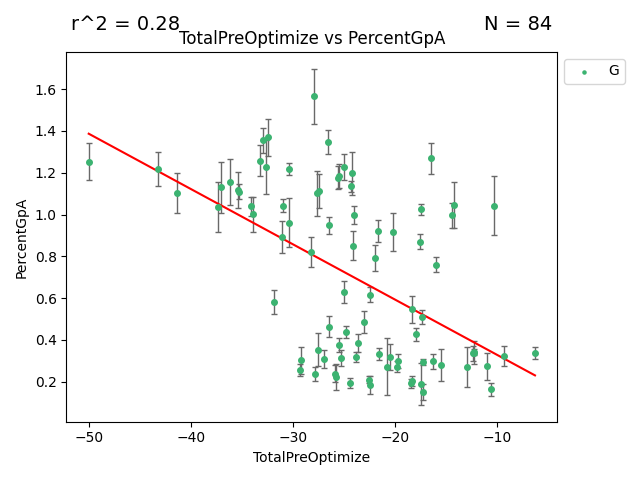 r^2 = 0.28
N = 84
TotalPreOptimize vs PercentGpA
G
PercentGpA
1.6
1.4
1.2
1.0
0.8
0.6
0.4
0.2
−50
−40
−30
−20
−10
TotalPreOptimize